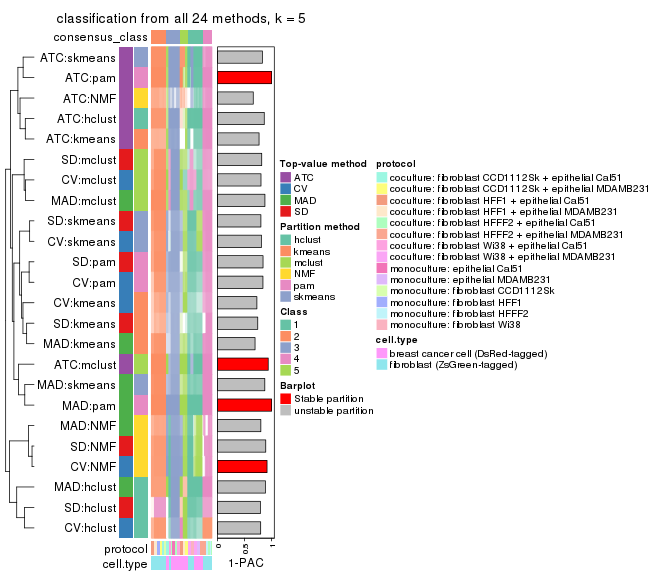 classification from all 24 methods, k = 5
consensus_class
ATC:skmeans
ATC:pam
ATC:NMF
ATC:hclust
ATC:kmeans
SD:mclust
CV:mclust
MAD:mclust
SD:skmeans
CV:skmeans
SD:pam
CV:pam
CV:kmeans
SD:kmeans
MAD:kmeans
ATC:mclust
MAD:skmeans
MAD:pam
MAD:NMF
SD:NMF
CV:NMF
MAD:hclust
SD:hclust
CV:hclust
protocol
cell.type
0
0.5
1
1-PAC
Top-value method
ATC
CV
MAD
SD
Partition method
hclust
kmeans
mclust
NMF
pam
skmeans
Class
1
2
3
4
5
Barplot
Stable partition
unstable partition
protocol
coculture: fibroblast CCD1112Sk + epithelial Cal51
coculture: fibroblast CCD1112Sk + epithelial MDAMB231
coculture: fibroblast HFF1 + epithelial Cal51
coculture: fibroblast HFF1 + epithelial MDAMB231
coculture: fibroblast HFFF2 + epithelial Cal51
coculture: fibroblast HFFF2 + epithelial MDAMB231
coculture: fibroblast Wi38 + epithelial Cal51
coculture: fibroblast Wi38 + epithelial MDAMB231
monoculture: epithelial Cal51
monoculture: epithelial MDAMB231
monoculture: fibroblast CCD1112Sk
monoculture: fibroblast HFF1
monoculture: fibroblast HFFF2
monoculture: fibroblast Wi38
cell.type
breast cancer cell (DsRed-tagged)
fibroblast (ZsGreen-tagged)